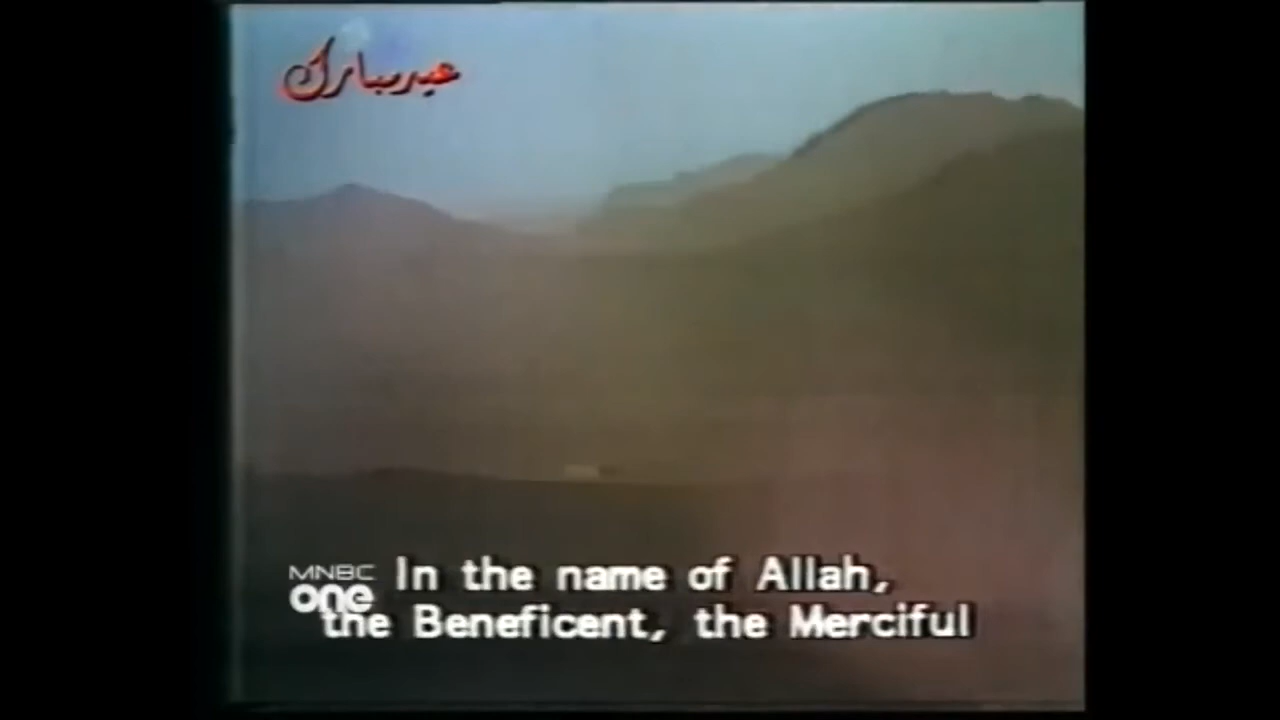 عيد مبارك
MNBC
one
In the name of Allah,
the Beneficent, the Merciful